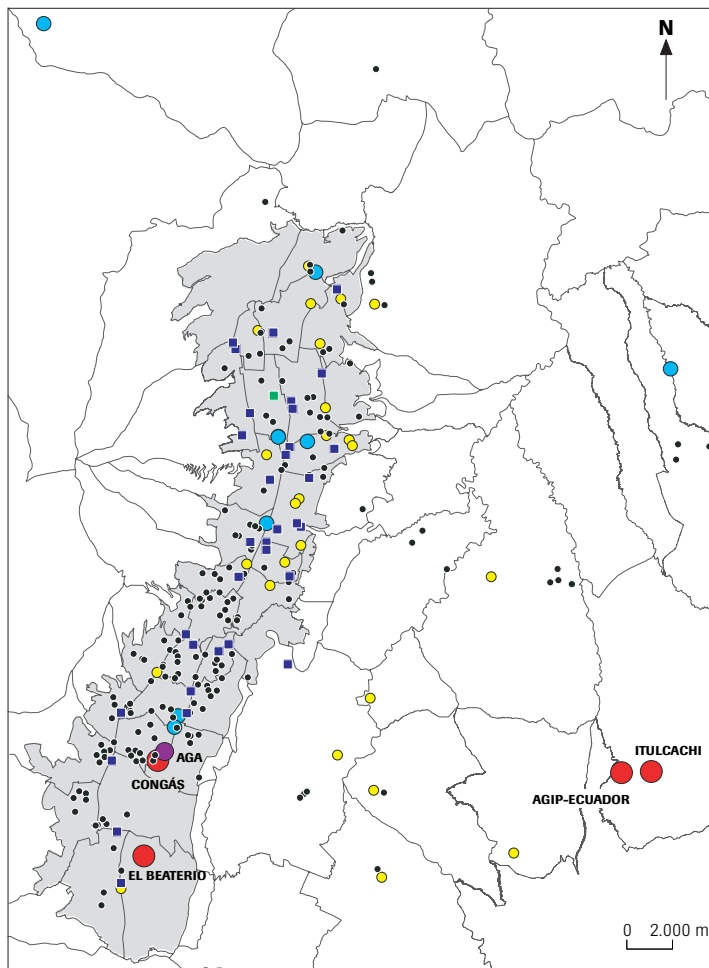 N
AGA
CONGÁS
ITULCACHI
AGIP-ECUADOR
EL BEATERIO
0 2.000 m